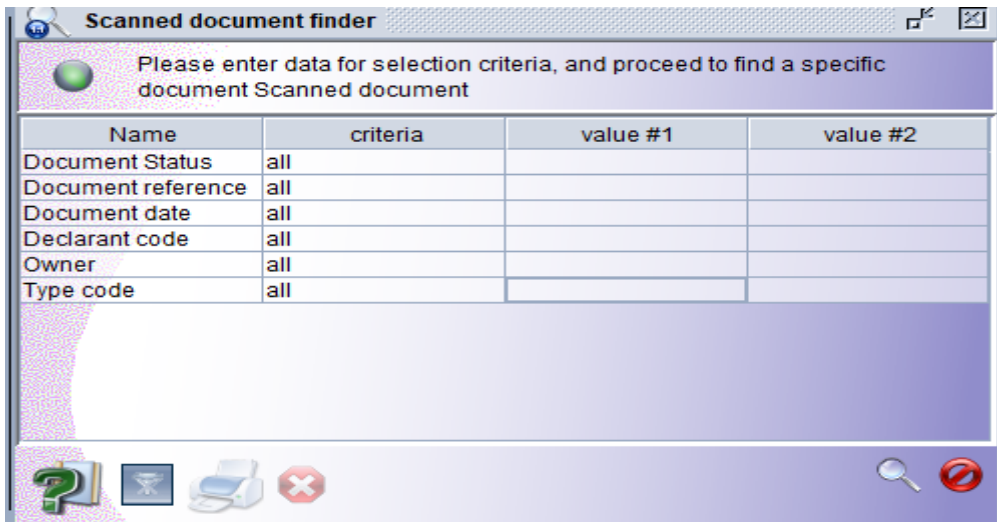 Scanned document finder
Please enter data for selection criteria, and proceed to find a specific
document Scanned document
Name criteria value #1 value #2
Document Status all
Document reference all
Document date all
Declarant code all
Owner all
Type code all